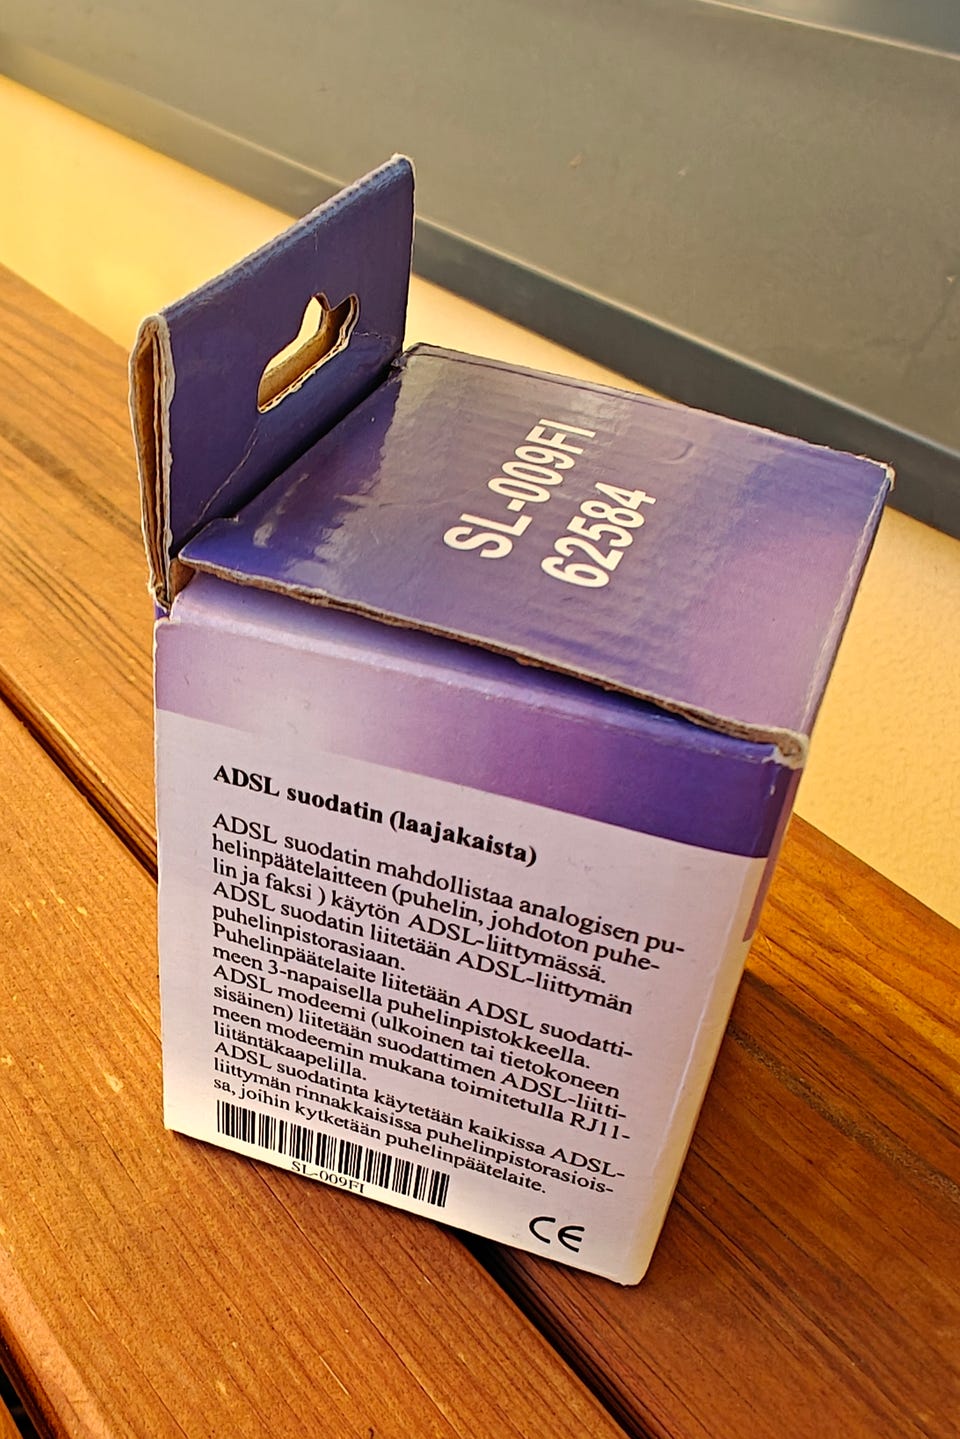 SL-009FI
62584
ADSL suodatin (laajakaista)
ADSL suodatin mahdollistaa analogisen pu-
helinpäätelaitteen (puhelin, johdoton puhe-
lin ja faksi ) käytön ADSL-liittymässä.
ADSL suodatin liitetään ADSL-liittymän
puhelinpistorasiaan.
Puhelinpäätelaite liitetään ADSL suodatti-
meen 3-napaisella puhelinpistokkeella.
ADSL modeemi (ulkoinen tai tietokoneen
sisäinen) liitetään suodattimen ADSL-liitti-
meen modeemin mukana toimitetulla RJ11-
liitäntäkaapelilla.
ADSL suodatinta käytetään kaikissa ADSL-
liittymän rinnakkaisissa puhelinpistorasiois-
sa, joihin kytketään puhelinpäätelaite.
SL-009FI
CE